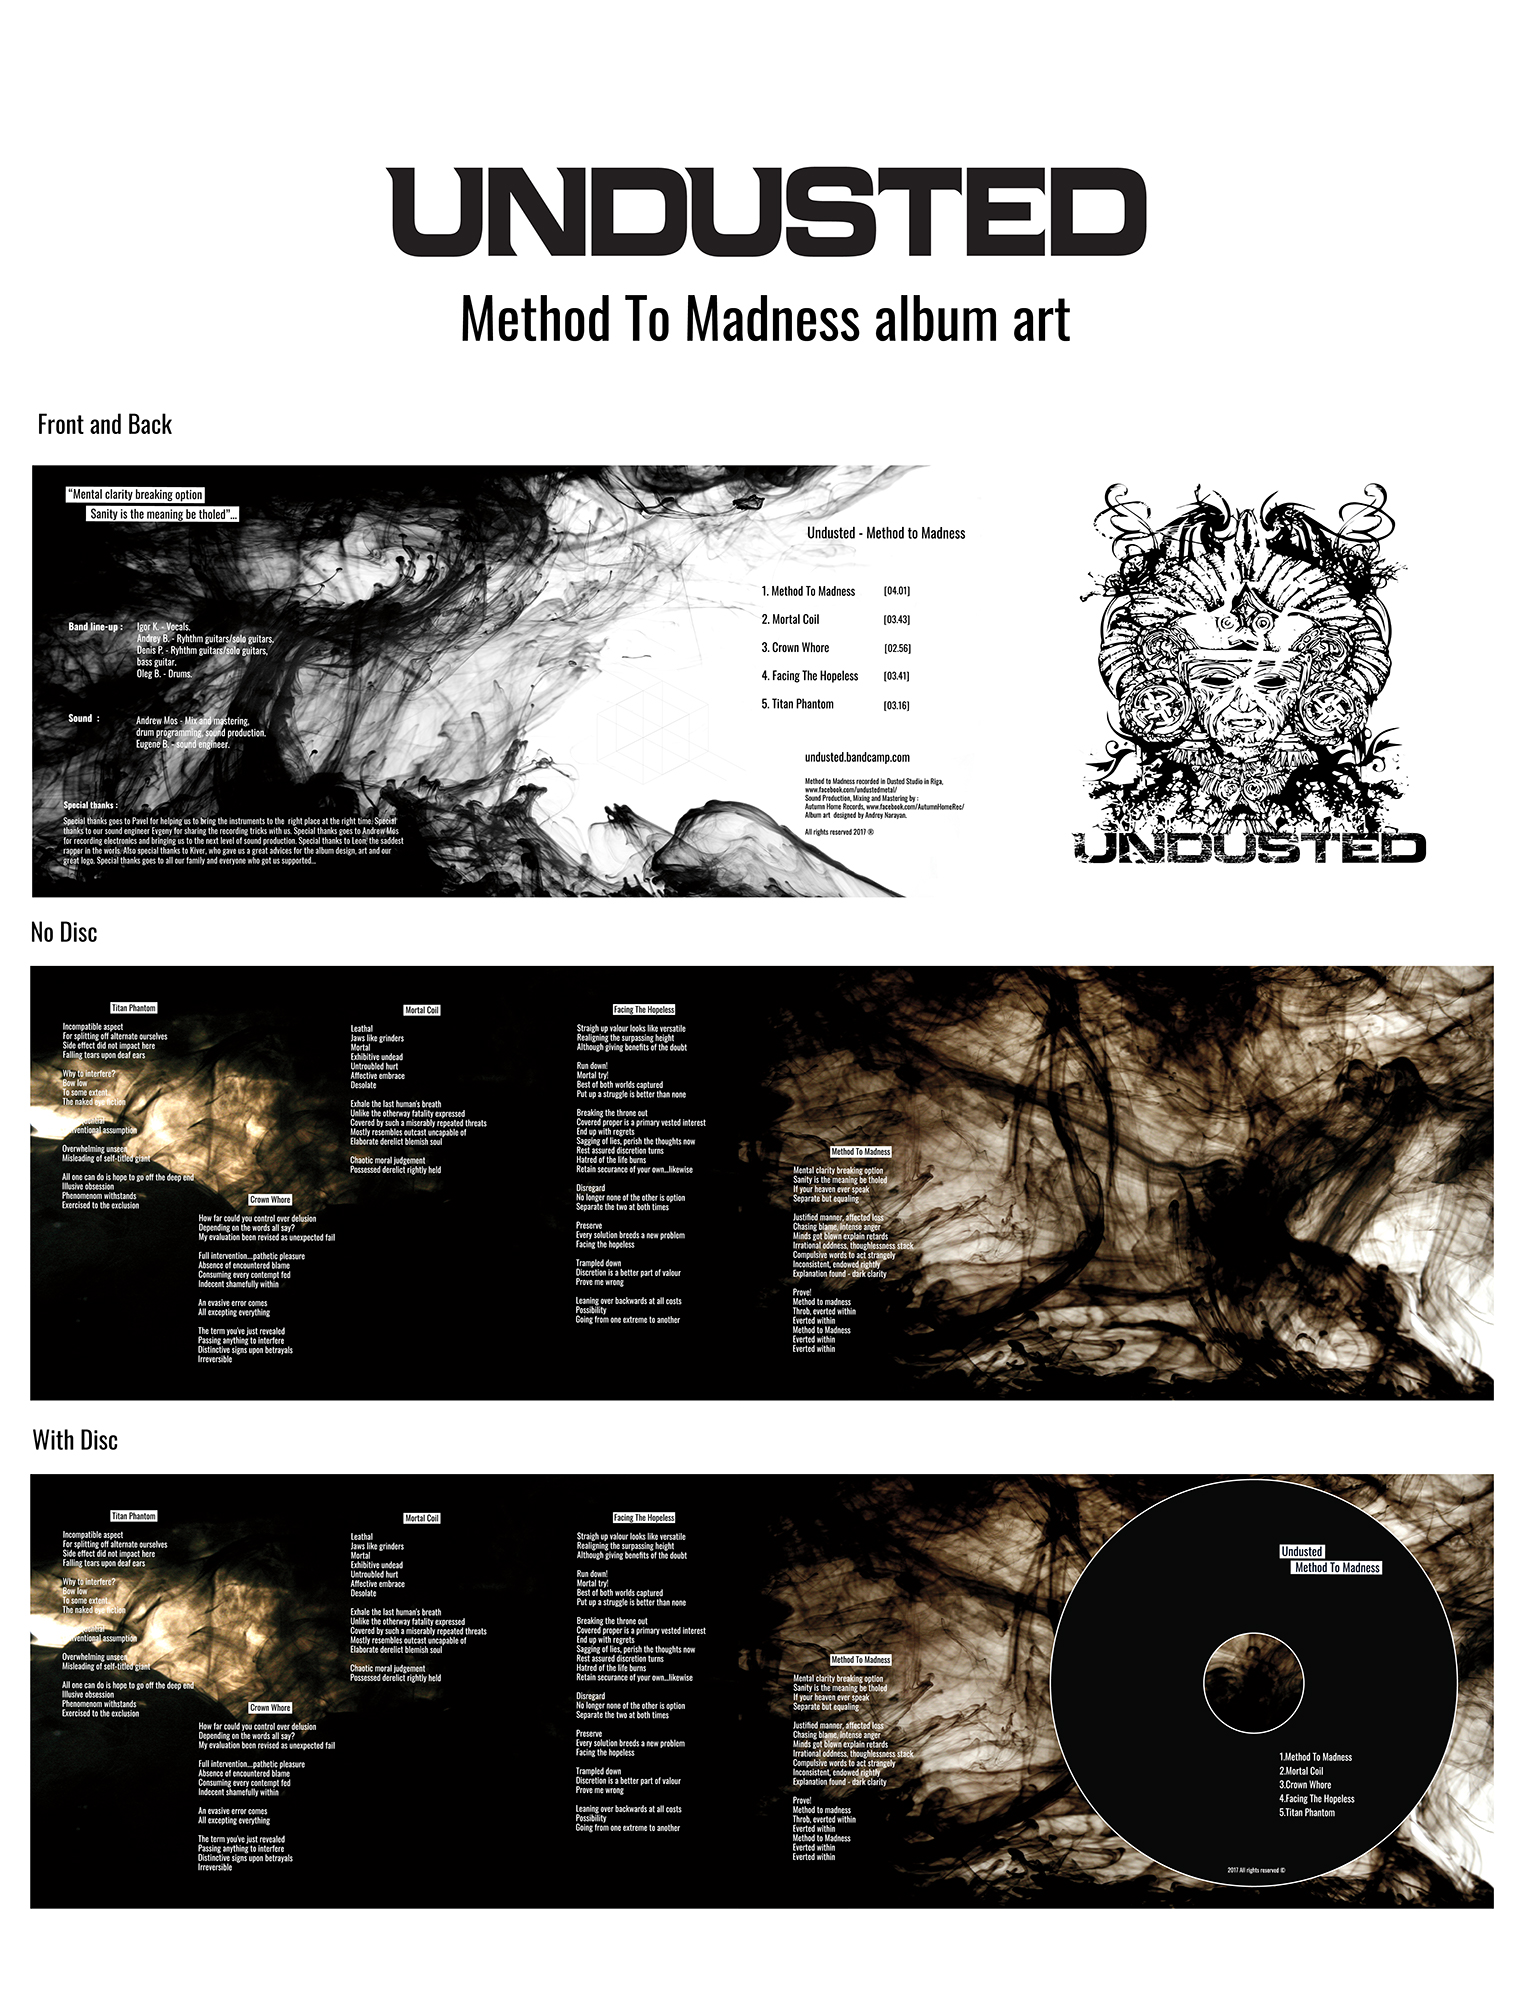 UNDUSTED
Method To Madness album art
Front and Back
"Mental clarity breaking option
Sanity is the meaning be tholed"...
Band line-up :
Igor K. - Vocals.
Andrey B. - Ryhthm guitars/solo guitars,
Denis P. - Ryhthm guitars/solo guitars,
bass guitar.
Oleg B. - Drums.
Sound :
Andrew Mos - Mix and mastering,
drum programming, sound production.
Eugene B. - sound engineer.
Special thanks :
Special thanks goes to Pavel for helping us to bring the instruments to the right place at the right time. Special
thanks to our sound engineer Evgeny for sharing the recording tricks with us. Special thanks goes to Andrew Mos
for recording electronics and bringing us to the next level of sound production. Special thanks to Leon, the saddest
rapper in the world. Also special thanks to Kiver, who gave us a great advices for the album design, art and our
great logo. Special thanks goes to all our family and everyone who got us supported...
Undusted - Method to Madness
1. Method To Madness [04.01]
2. Mortal Coil [03.43]
3. Crown Whore [02.56]
4. Facing The Hopeless [03.41]
5. Titan Phantom [03.16]
undusted.bandcamp.com
Method to Madness recorded in Dusted Studio in Riga,
www.facebook.com/undustedmetal/
Sound Production, Mixing and Mastering by :
Autumn Home Records, www.facebook.com/AutumnHomeRec/
Album art designed by Andrey Narayan.
All rights reserved 2017 ®
UNDUSTED
No Disc
Titan Phantom
Incompatible aspect
For splitting off alternate ourselves
Side effect did not impact here
Falling tears upon deaf ears
Why to interfere?
Bow low
To some extent..
The naked eye fiction
assumption
Overwhelming unseen
Misleading of self-titled giant
All one can do is hope to go off the deep end
Illusive obsession
Phenomenom withstands
Exercised to the exclusion
Crown Whore
How far could you control over delusion
Depending on the words all say?
My evaluation been revised as unexpected fail
Full intervention....pathetic pleasure
Absence of encountered blame
Consuming every contempt fed
Indecent shamefully within
An evasive error comes
All excepting everything
The term you've just revealed
Passing anything to interfere
Distinctive signs upon betrayals
Irreversible
Mortal Coil
Leathal
Jaws like grinders
Mortal
Exhibitive undead
Untroubled hurt
Affective embrace
Desolate
Exhale the last human's breath
Unlike the otherway fatality expressed
Covered by such a miserably repeated threats
Mostly resembles outcast uncapable of
Elaborate derelict blemish soul
Chaotic moral judgement
Possessed derelict rightly held
Facing The Hopeless
Straigh up valour looks like versatile
Realigning the surpassing height
Although giving benefits of the doubt
Run down!
Mortal try!
Best of both worlds captured
Put up a struggle is better than none
Breaking the throne out
Covered proper is a primary vested interest
End up with regrets
Sagging of lies, perish the thoughts now
Rest assured discretion turns
Hatred of the life burns
Retain securance of your own...likewise
Disregard
No longer none of the other is option
Separate the two at both times
Preserve
Every solution breeds a new problem
Facing the hopeless
Trampled down
Discretion is a better part of valour
Prove me wrong
Leaning over backwards at all costs
Possibility
Going from one extreme to another
Method To Madness
Mental clarity breaking option
Sanity is the meaning be tholed
If your heaven ever speak
Separate but equaling
Justified manner, affected loss
Chasing blame, intense anger
Minds got blown explain retards
Irrational oddness, thoughlessness stack
Compulsive words to act strangely
Inconsistent, endowed rightly
Explanation found - dark clarity
Prove!
Method to madness
Throb, everted within
Everted within
Method to Madness
Everted within
Everted within
With Disc
Titan Phantom
Incompatible aspect
For splitting off alternate ourselves
Side effect did not impact here
Falling tears upon deaf ears
Why to interfere?
Bow low
To some extent..
The naked eye fiction
assumption
Overwhelming unseen
Misleading of self-titled giant
All one can do is hope to go off the deep end
Illusive obsession
Phenomenom withstands
Exercised to the exclusion
Crown Whore
How far could you control over delusion
Depending on the words all say?
My evaluation been revised as unexpected fail
Full intervention....pathetic pleasure
Absence of encountered blame
Consuming every contempt fed
Indecent shamefully within
An evasive error comes
All excepting everything
The term you've just revealed
Passing anything to interfere
Distinctive signs upon betrayals
Irreversible
Mortal Coil
Leathal
Jaws like grinders
Mortal
Exhibitive undead
Untroubled hurt
Affective embrace
Desolate
Exhale the last human's breath
Unlike the otherway fatality expressed
Covered by such a miserably repeated threats
Mostly resembles outcast uncapable of
Elaborate derelict blemish soul
Chaotic moral judgement
Possessed derelict rightly held
Facing The Hopeless
Straigh up valour looks like versatile
Realigning the surpassing height
Although giving benefits of the doubt
Run down!
Mortal try!
Best of both worlds captured
Put up a struggle is better than none
Breaking the throne out
Covered proper is a primary vested interest
End up with regrets
Sagging of lies, perish the thoughts now
Rest assured discretion turns
Hatred of the life burns
Retain securance of your own...likewise
Disregard
No longer none of the other is option
Separate the two at both times
Preserve
Every solution breeds a new problem
Facing the hopeless
Trampled down
Discretion is a better part of valour
Prove me wrong
Leaning over backwards at all costs
Possibility
Going from one extreme to another
Method To Madness
Mental clarity breaking option
Sanity is the meaning be tholed
If your heaven ever speak
Separate but equaling
Justified manner, affected loss
Chasing blame, intense anger
Minds got blown explain retards
Irrational oddness, thoughlessness stack
Compulsive words to act strangely
Inconsistent, endowed rightly
Explanation found - dark clarity
Prove!
Method to madness
Throb, everted within
Everted within
Method to Madness
Everted within
Everted within
Undusted
Method To Madness
1.Method To Madness
2.Mortal Coil
3.Crown Whore
4.Facing The Hopeless
5.Titan Phantom
2017 All rights reserved ©